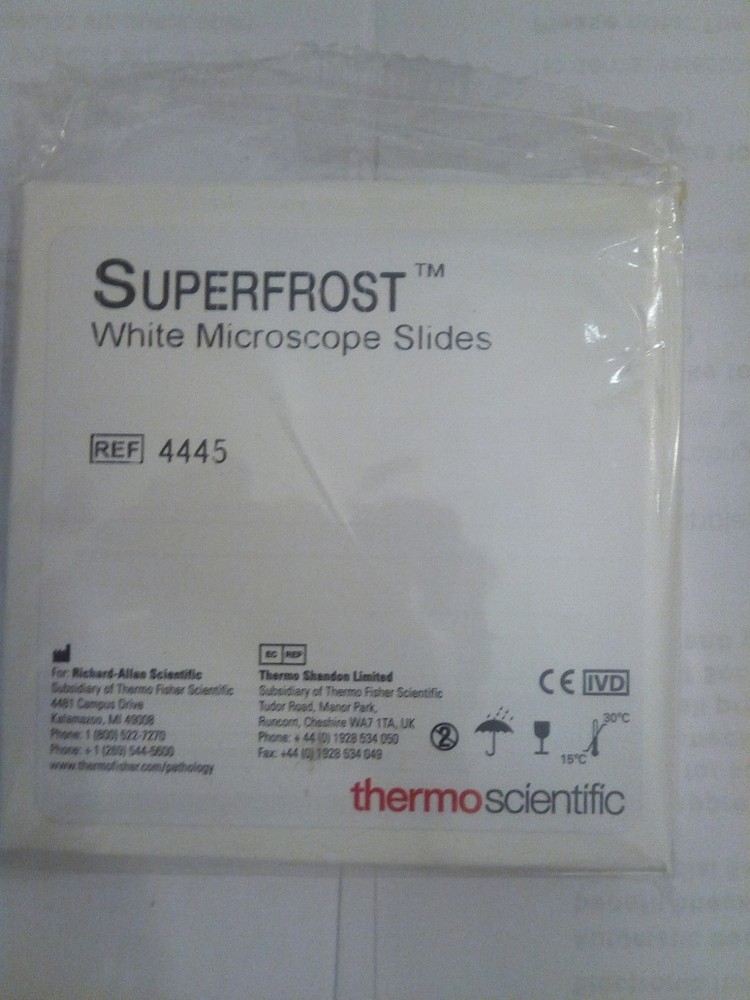 SUPERFROST™
White Microscope Slides
REF 4445
For: Richard-Allan Scientific
Subsidiary of Thermo Fisher Scientific
4481 Campus Drive
Kalamazoo, MI 49008
Phone: 1 (800) 522-7270
Phone: +1 (269) 544-5600
www.thermofisher.com/pathology
EC REP
Thermo Shandon Limited
Subsidiary of Thermo Fisher Scientific
Tudor Road, Manor Park,
Runcorn, Cheshire WA7 1TA, UK
Phone: +44 (0) 1928 534 050
Fax: +44 (0) 1928 534 049
CE IVD
2
30°C
15°C
thermo scientific